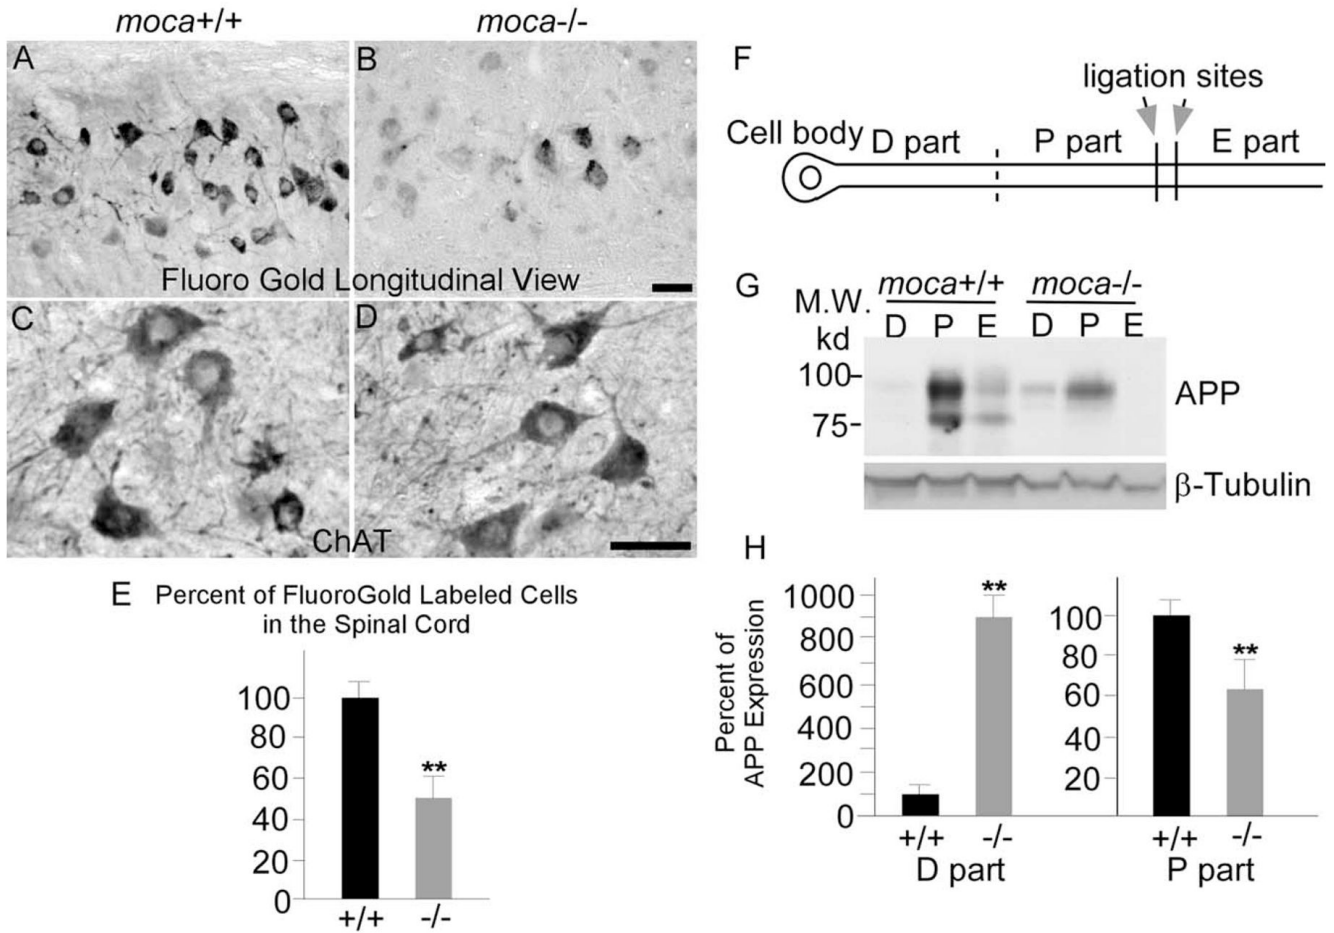 moca+/+ moca-/-
A B
Fluoro Gold Longitudinal View
C D
ChAT
E Percent of FluoroGold Labeled Cells
in the Spinal Cord
100
80
60
40
20
0
**
+/+ -/-
F
ligation sites
Cell body D part P part E part
G
M.W. moca+/+ moca-/-
kd D P E D P E
100
75
APP
β-Tubulin
H
Percent of
APP Expression
1000
800
600
400
200
0
**
+/+ -/-
D part
100
80
60
40
20
**
+/+ -/-
P part